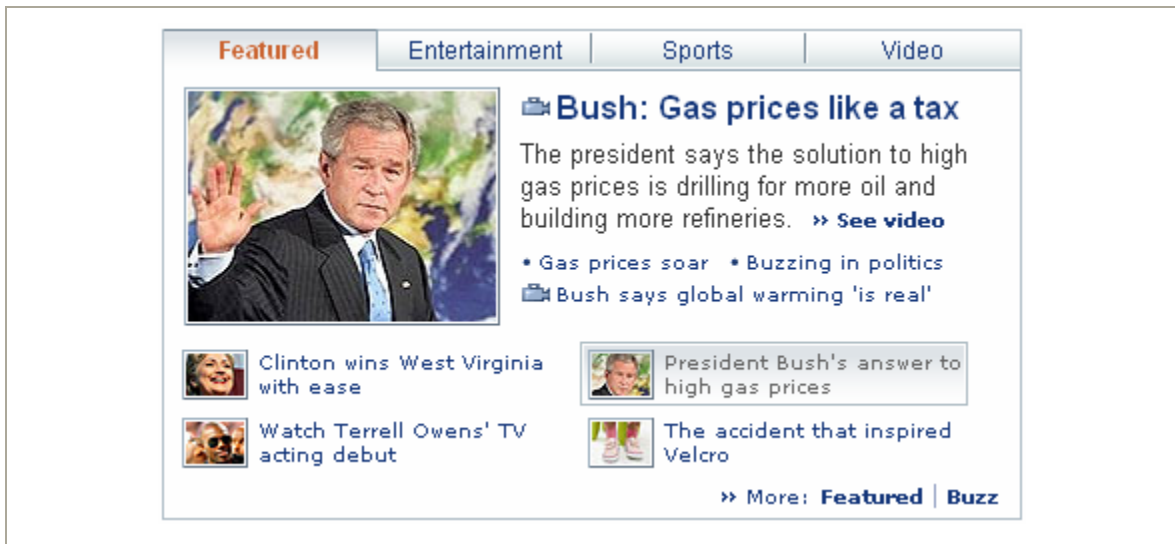 Featured Entertainment Sports Video
Bush: Gas prices like a tax
The president says the solution to high
gas prices is drilling for more oil and
building more refineries. » See video
• Gas prices soar • Buzzing in politics
Bush says global warming 'is real'
Clinton wins West Virginia
with ease
President Bush's answer to
high gas prices
Watch Terrell Owens' TV
acting debut
The accident that inspired
Velcro
» More: Featured | Buzz